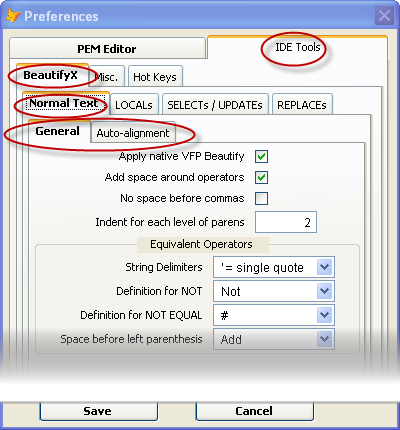 Preferences
PEM Editor IDE Tools
BeautifyX Misc. Hot Keys
Normal Text LOCALs SELECTs / UPDATEs REPLACEs
General Auto-alignment
Apply native VFP Beautify
Add space around operators
No space before commas
Indent for each level of parens 2
Equivalent Operators
String Delimiters ' = single quote
Definition for NOT Not
Definition for NOT EQUAL #
Space before left parenthesis Add
Save Cancel